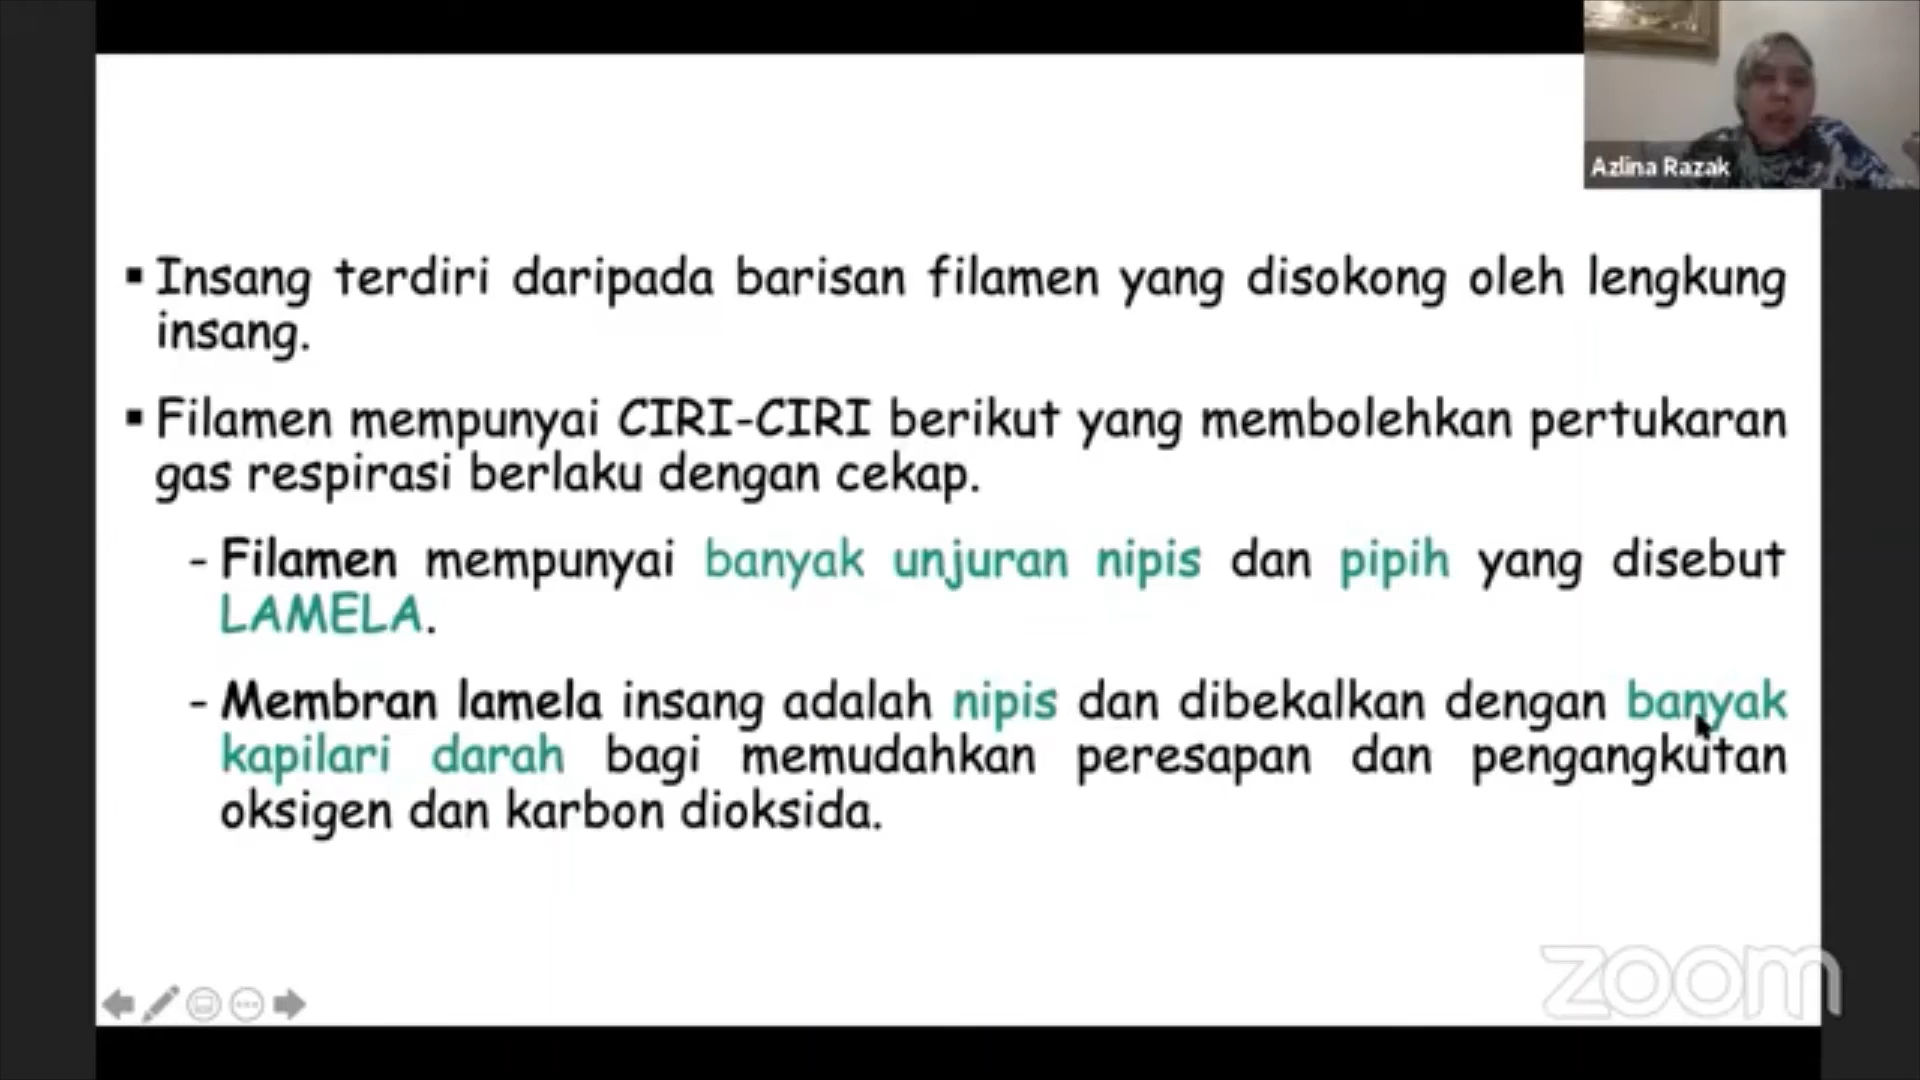 Azlina Razak
▪ Insang terdiri daripada barisan filamen yang disokong oleh lengkung
insang.
▪ Filamen mempunyai CIRI-CIRI berikut yang membolehkan pertukaran
gas respirasi berlaku dengan cekap.
- Filamen mempunyai banyak unjuran nipis dan pipih yang disebut
LAMELA.
- Membran lamela insang adalah nipis dan dibekalkan dengan banyak
kapilari darah bagi memudahkan peresapan dan pengangkutan
oksigen dan karbon dioksida.
zoom